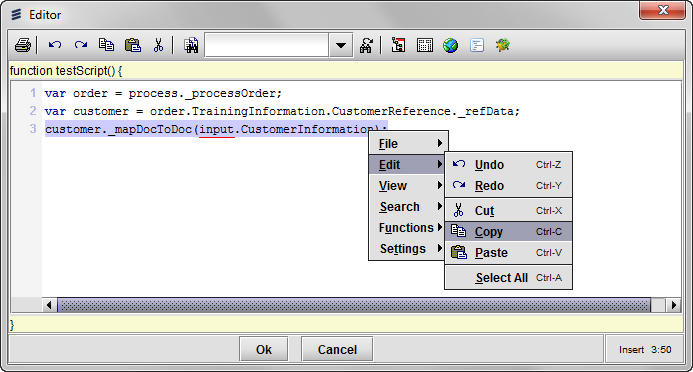 Editor
function testScript() {
1 var order = process._processOrder;
2 var customer = order.TrainingInformation.CustomerReference._refData;
3 customer._mapDocToDoc(input.CustomerInformation);
File
Edit
View
Search
Functions
Settings
Undo Ctrl-Z
Redo Ctrl-Y
Cut Ctrl-X
Copy Ctrl-C
Paste Ctrl-V
Select All Ctrl-A
}
Ok Cancel Insert 3:50